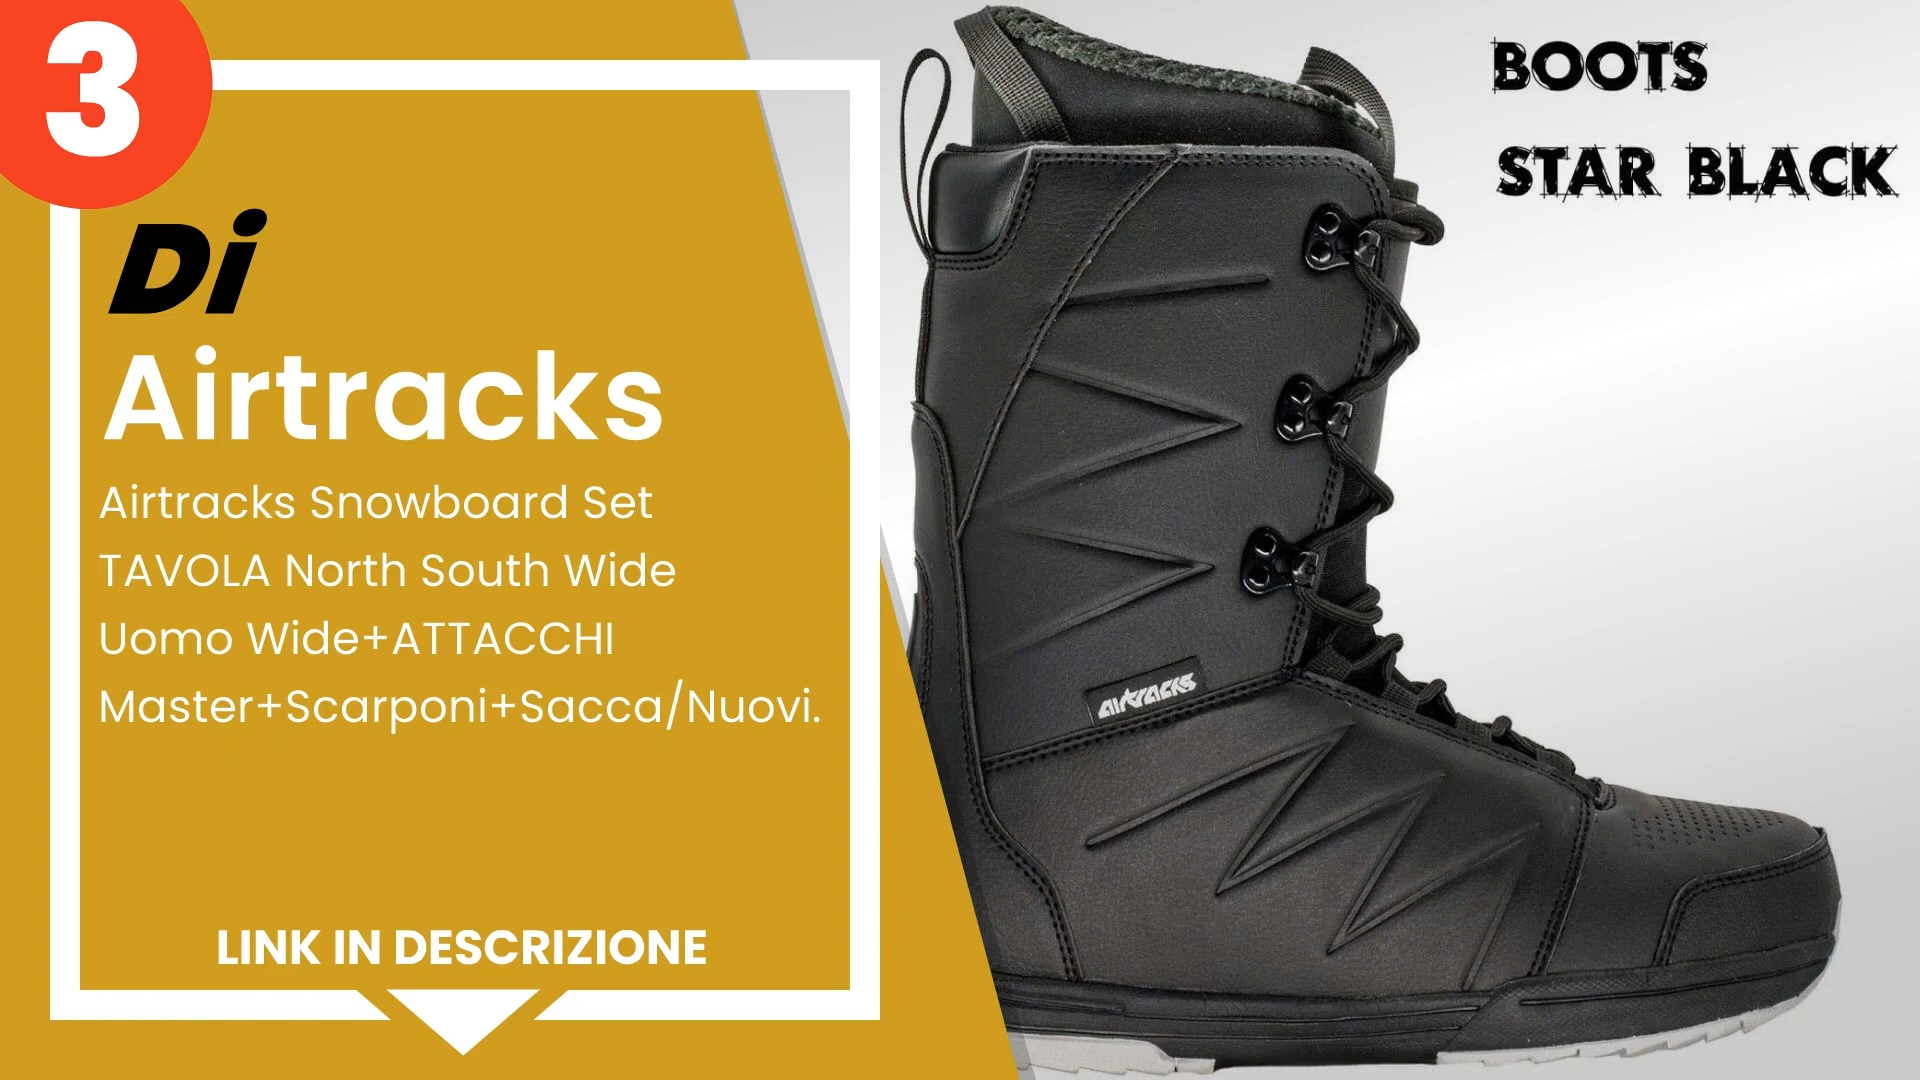 3
Di
Airtracks
Airtracks Snowboard Set
TAVOLA North South Wide
Uomo Wide+ATTACCHI
Master+Scarponi+Sacca/Nuovi.
LINK IN DESCRIZIONE
BOOTS
STAR BLACK
airtracks